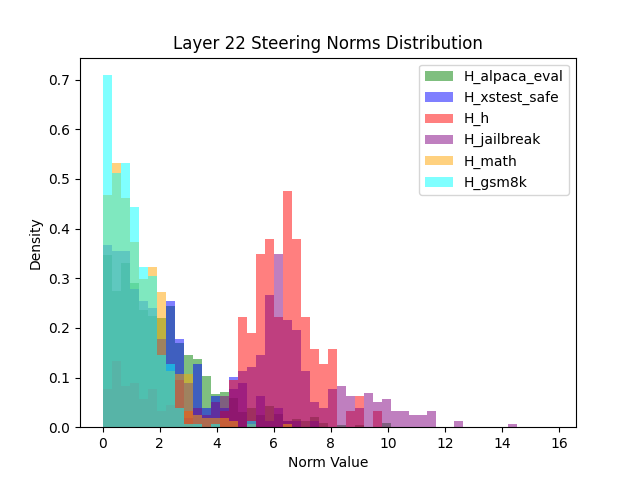 Layer 22 Steering Norms Distribution
H_alpaca_eval
H_xstest_safe
H_h
H_jailbreak
H_math
H_gsm8k
Density
0.7
0.6
0.5
0.4
0.3
0.2
0.1
0.0
0 2 4 6 8 10 12 14 16
Norm Value